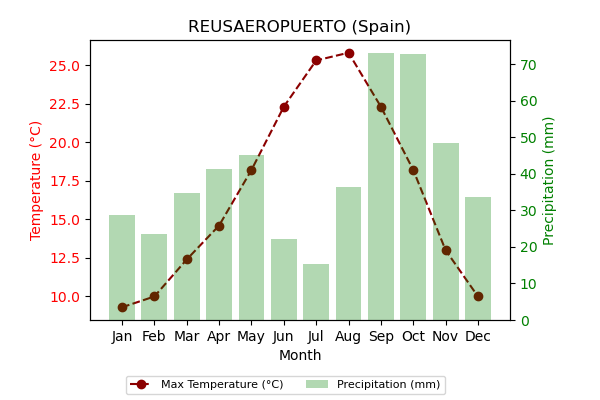 REUSAEROPUERTO (Spain)
Temperature (°C)
25.0
22.5
20.0
17.5
15.0
12.5
10.0
70
60
50
40
30
20
10
0
Precipitation (mm)
Jan Feb Mar Apr May Jun Jul Aug Sep Oct Nov Dec
Month
Max Temperature (°C) Precipitation (mm)